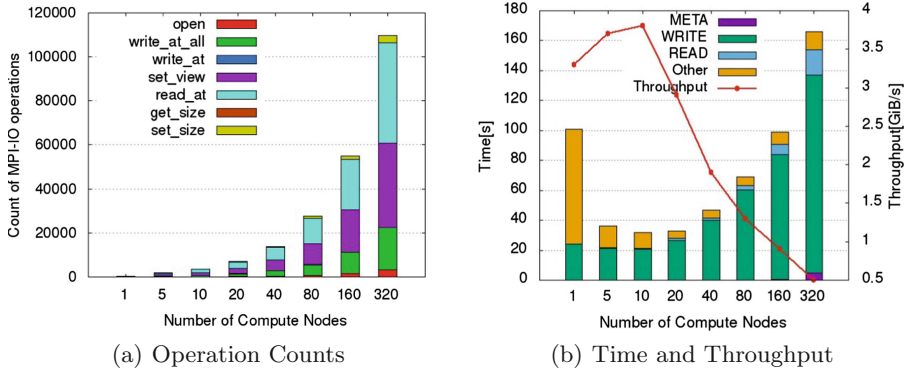 120000
100000
80000
60000
40000
20000
0
Count of MPI-IO operations
open
write_at_all
write_at
set_view
read_at
get_size
set_size
1 5 10 20 40 80 160 320
Number of Compute Nodes
(a) Operation Counts
180
160
140
120
100
80
60
40
20
0
Time[s]
META
WRITE
READ
Other
Throughput
4
3.5
3
2.5
2
1.5
1
0.5
Throughput[GiB/s]
1 5 10 20 40 80 160 320
Number of Compute Nodes
(b) Time and Throughput